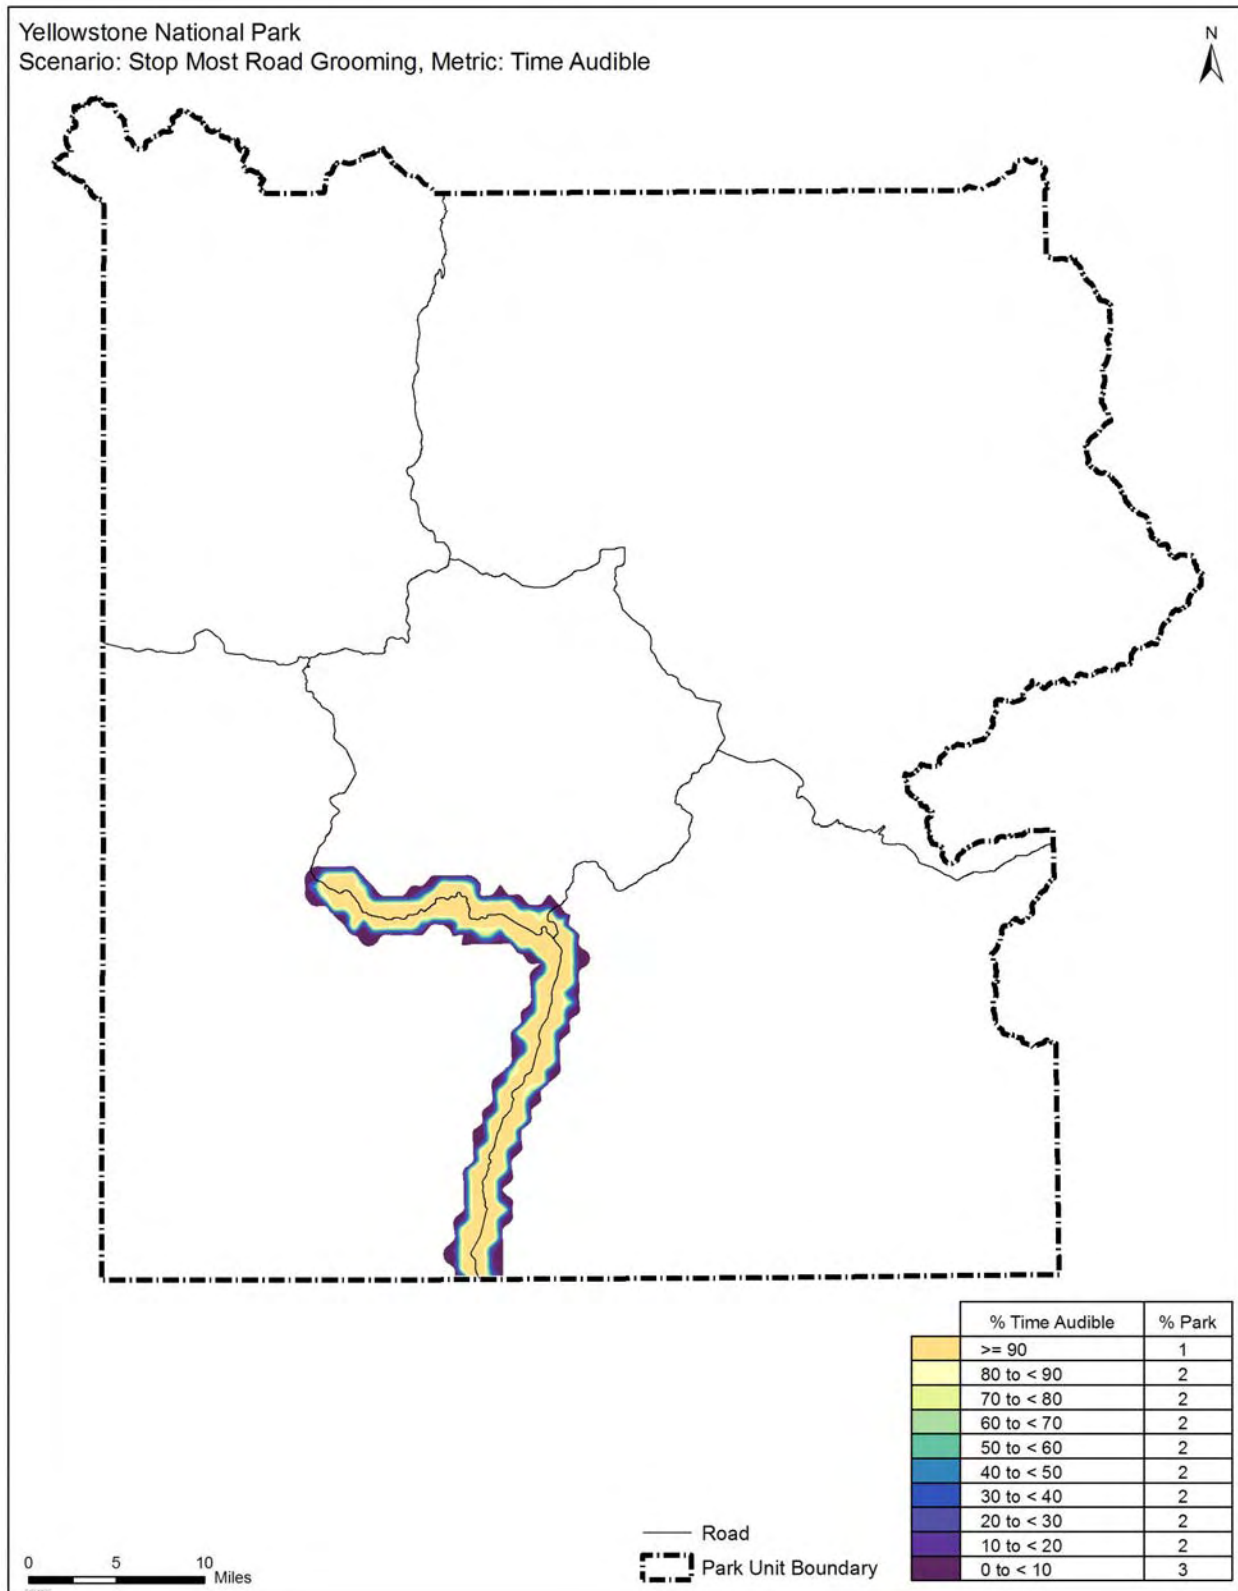 Yellowstone National Park
Scenario: Stop Most Road Grooming, Metric: Time Audible
N
% Time Audible % Park
>= 90 1
80 to < 90 2
70 to < 80 2
60 to < 70 2
50 to < 60 2
40 to < 50 2
30 to < 40 2
20 to < 30 2
10 to < 20 2
0 to < 10 3
Road
Park Unit Boundary
0 5 10
Miles